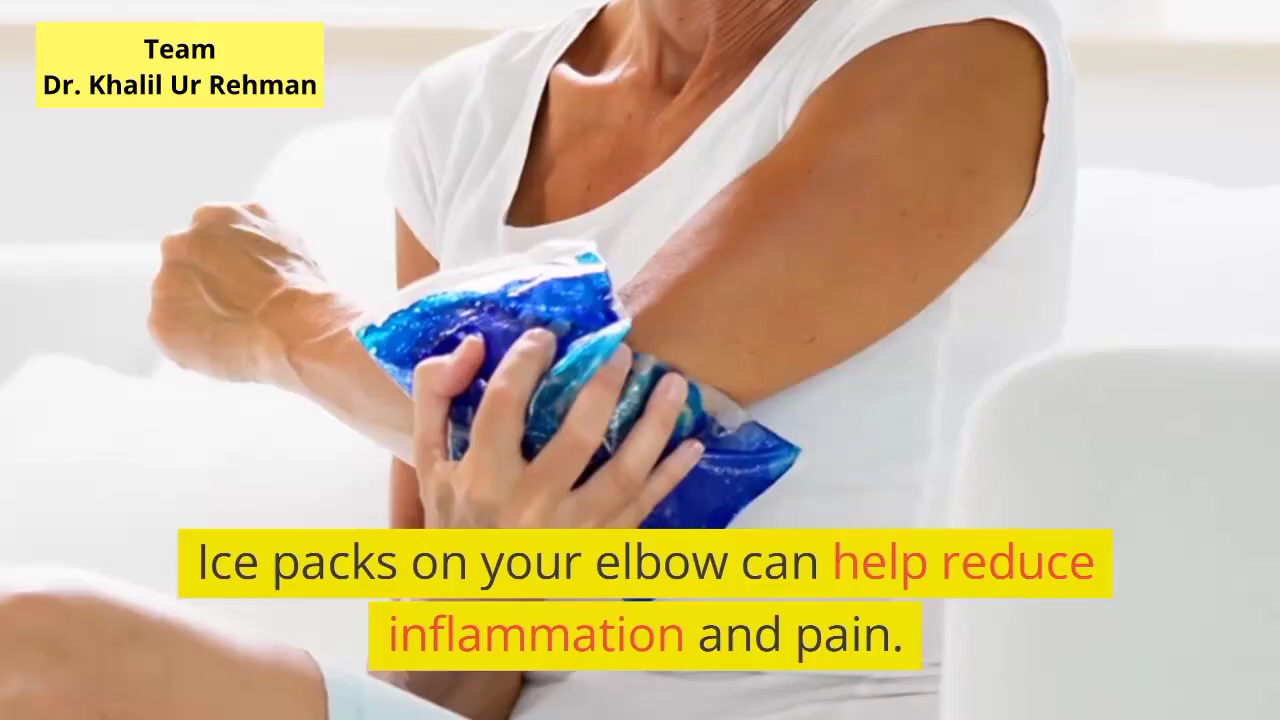 Team
Dr. Khalil Ur Rehman
Ice packs on your elbow can help reduce
inflammation and pain.